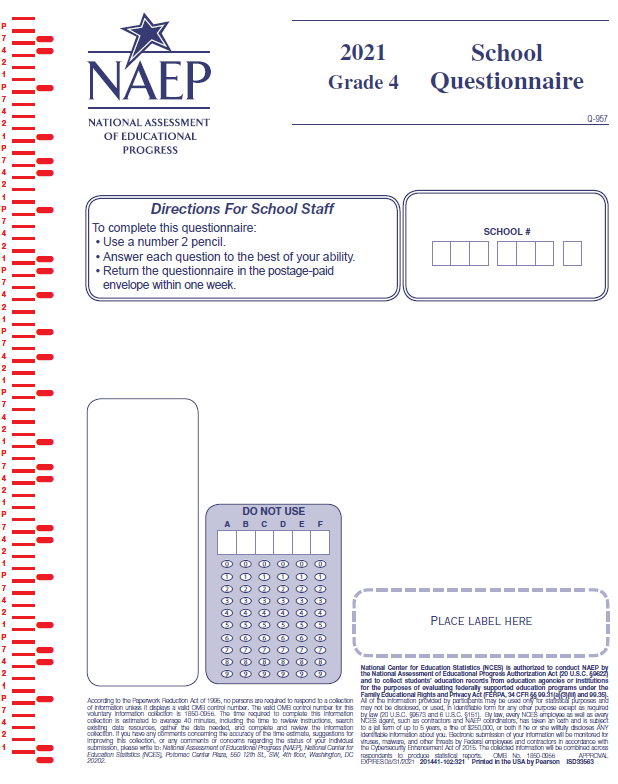 NAEP
NATIONAL ASSESSMENT
OF EDUCATIONAL
PROGRESS
2021
Grade 4
School
Questionnaire
Q-957
Directions For School Staff
To complete this questionnaire:
• Use a number 2 pencil.
• Answer each question to the best of your ability.
• Return the questionnaire in the postage-paid
envelope within one week.
SCHOOL #
DO NOT USE
A B C D E F
0 0 0 0 0 0
1 1 1 1 1 1
2 2 2 2 2 2
3 3 3 3 3 3
4 4 4 4 4 4
5 5 5 5 5 5
6 6 6 6 6 6
7 7 7 7 7 7
8 8 8 8 8 8
9 9 9 9 9 9
PLACE LABEL HERE
According to the Paperwork Reduction Act of 1995, no persons are required to respond to a collection
of information unless it displays a valid OMB control number. The valid OMB control number for this
voluntary information collection is 1850-0956. The time required to complete this information
collection is estimated to average 40 minutes, including the time to review instructions, search
existing data resources, gather the data needed, and complete and review the information
collection. If you have any comments concerning the accuracy of the time estimate, suggestions for
improving this collection, or any comments or concerns regarding the status of your individual
submission, please write to: National Assessment of Educational Progress (NAEP), National Center for
Education Statistics (NCES), Potomac Center Plaza, 550 12th St., SW, 4th floor, Washington, DC
20202.
National Center for Education Statistics (NCES) is authorized to conduct NAEP by
the National Assessment of Educational Progress Authorization Act (20 U.S.C. §9622)
and to collect students' education records from education agencies or institutions
for the purposes of evaluating federally supported education programs under the
Family Educational Rights and Privacy Act (FERPA, 34 CFR §§ 99.31(a)(3)(iii) and 99.35).
All of the information provided by participants may be used only for statistical purposes and
may not be disclosed, or used, in identifiable form for any other purpose except as required
by law (20 U.S.C. §9573 and 6 U.S.C. §151). By law, every NCES employee as well as every
NCES agent, such as contractors and NAEP coordinators, has taken an oath and is subject
to a jail term of up to 5 years, a fine of $250,000, or both if he or she willfully discloses ANY
identifiable information about you. Electronic submission of your information will be monitored for
viruses, malware, and other threats by Federal employees and contractors in accordance with
the Cybersecurity Enhancement Act of 2015. The collected information will be combined across
respondents to produce statistical reports. OMB No. 1850-0956 APPROVAL
201441-102:321 Printed in the USA by Pearson ISD33563